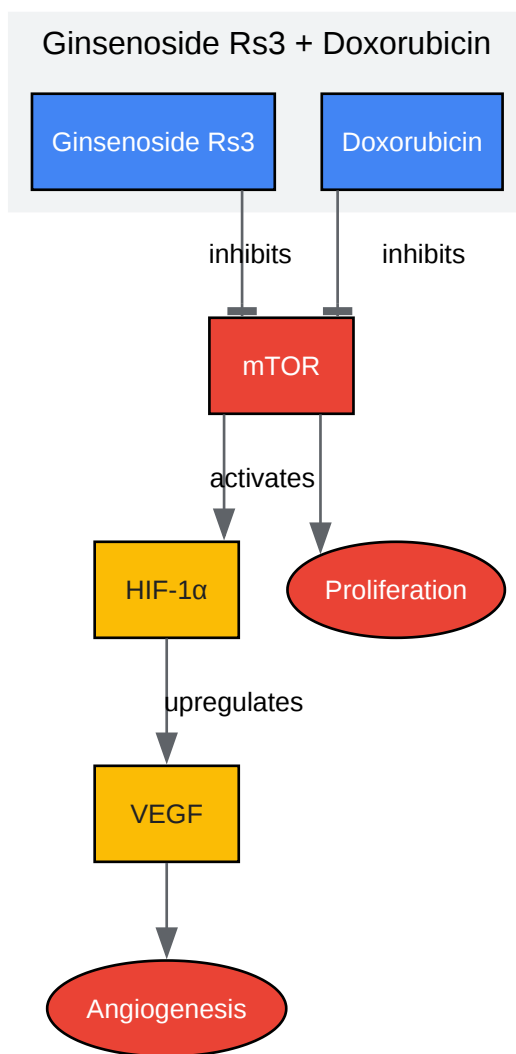 Ginsenoside Rs3 + Doxorubicin
Ginsenoside Rs3
Doxorubicin
inhibits
inhibits
mTOR
activates
HIF-1α
Proliferation
upregulates
VEGF
Angiogenesis